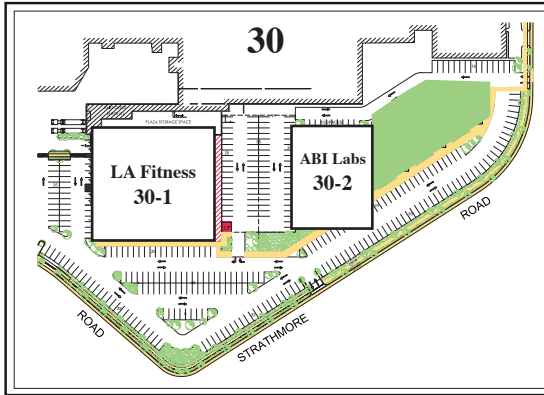 30
PLAZA STORAGE SPACE
LA Fitness
30-1
ABI Labs
30-2
ROAD
STRATHMORE
ROAD